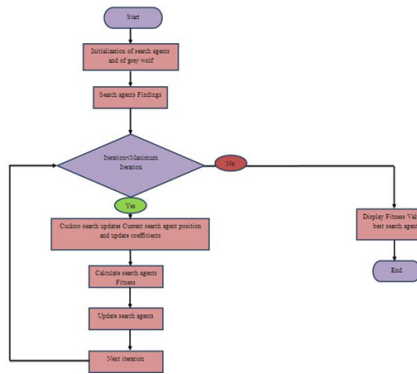 Start
Initialization of search agents
and of grey wolf
Search agents Findings
Iteration<Maximum
Iteration
No
Yes
Cuckoo search updates Current search agent position
and update coefficients
Display Fitness Val
best search agent
Calculate search agents
Fitness
End
Update search agents
Next iteration